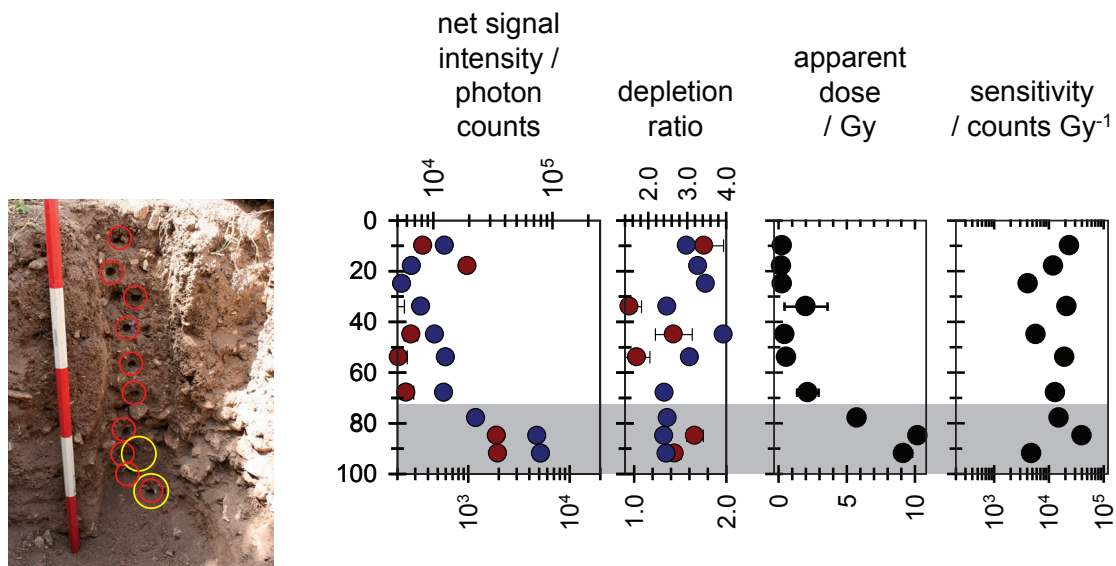 net signal
intensity /
photon
counts
depletion
ratio
apparent
dose
/ Gy
sensitivity
/ counts Gy⁻¹
10⁴ 10⁵
2.0 3.0 4.0
0
20
40
60
80
100
10³ 10⁴
1.0 2.0
0 5 10
10³ 10⁴ 10⁵